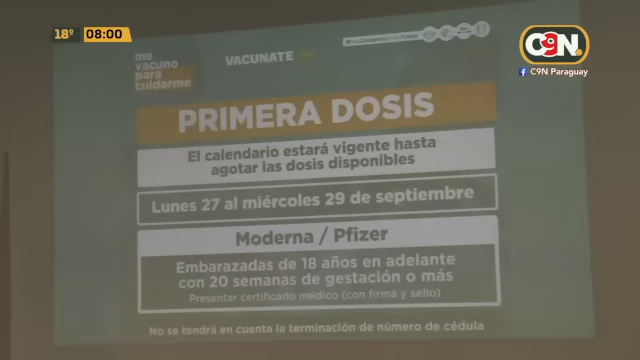 18º 08:00
C9N
C9N Paraguay
me
vacuno
para
cuidarme
VACUNATE
PRIMERA DOSIS
El calendario estará vigente hasta
agotar las dosis disponibles
Lunes 27 al miércoles 29 de septiembre
Moderna / Pfizer
Embarazadas de 18 años en adelante
con 20 semanas de gestación o más
Presentar certificado médico (con firma y sello)
No se tendrá en cuenta la terminación de número de cédula